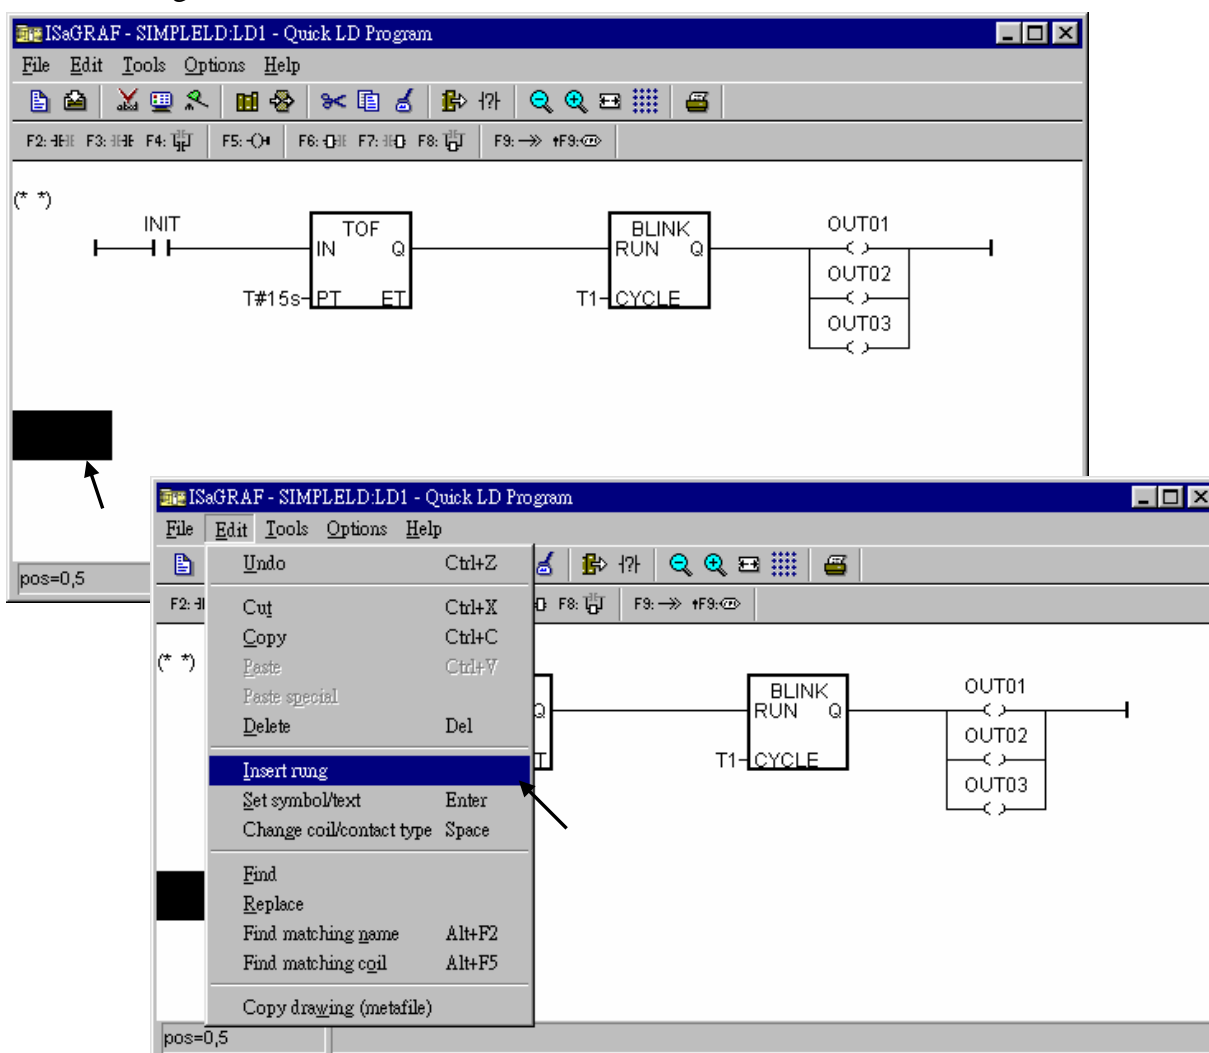 ISaGRAF - SIMPLELD:LD1 - Quick LD Program
File Edit Tools Options Help
F2: F3: F4: F5: F6: F7: F8: F9: F9:
(* *)
INIT
TOF
IN Q
T#15s PT ET
BLINK
RUN Q
T1 CYCLE
OUT01
OUT02
OUT03
pos=0,5
ISaGRAF - SIMPLELD:LD1 - Quick LD Program
File Edit Tools Options Help
F2: F8: F9: F9:
Undo Ctrl+Z
Cut Ctrl+X
Copy Ctrl+C
Paste Ctrl+V
Paste special
Delete Del
Insert rung
Set symbol/text Enter
Change coil/contact type Space
Find
Replace
Find matching name Alt+F2
Find matching coil Alt+F5
Copy drawing (metafile)
(* *)
Q
T
BLINK
RUN Q
T1 CYCLE
OUT01
OUT02
OUT03
pos=0,5